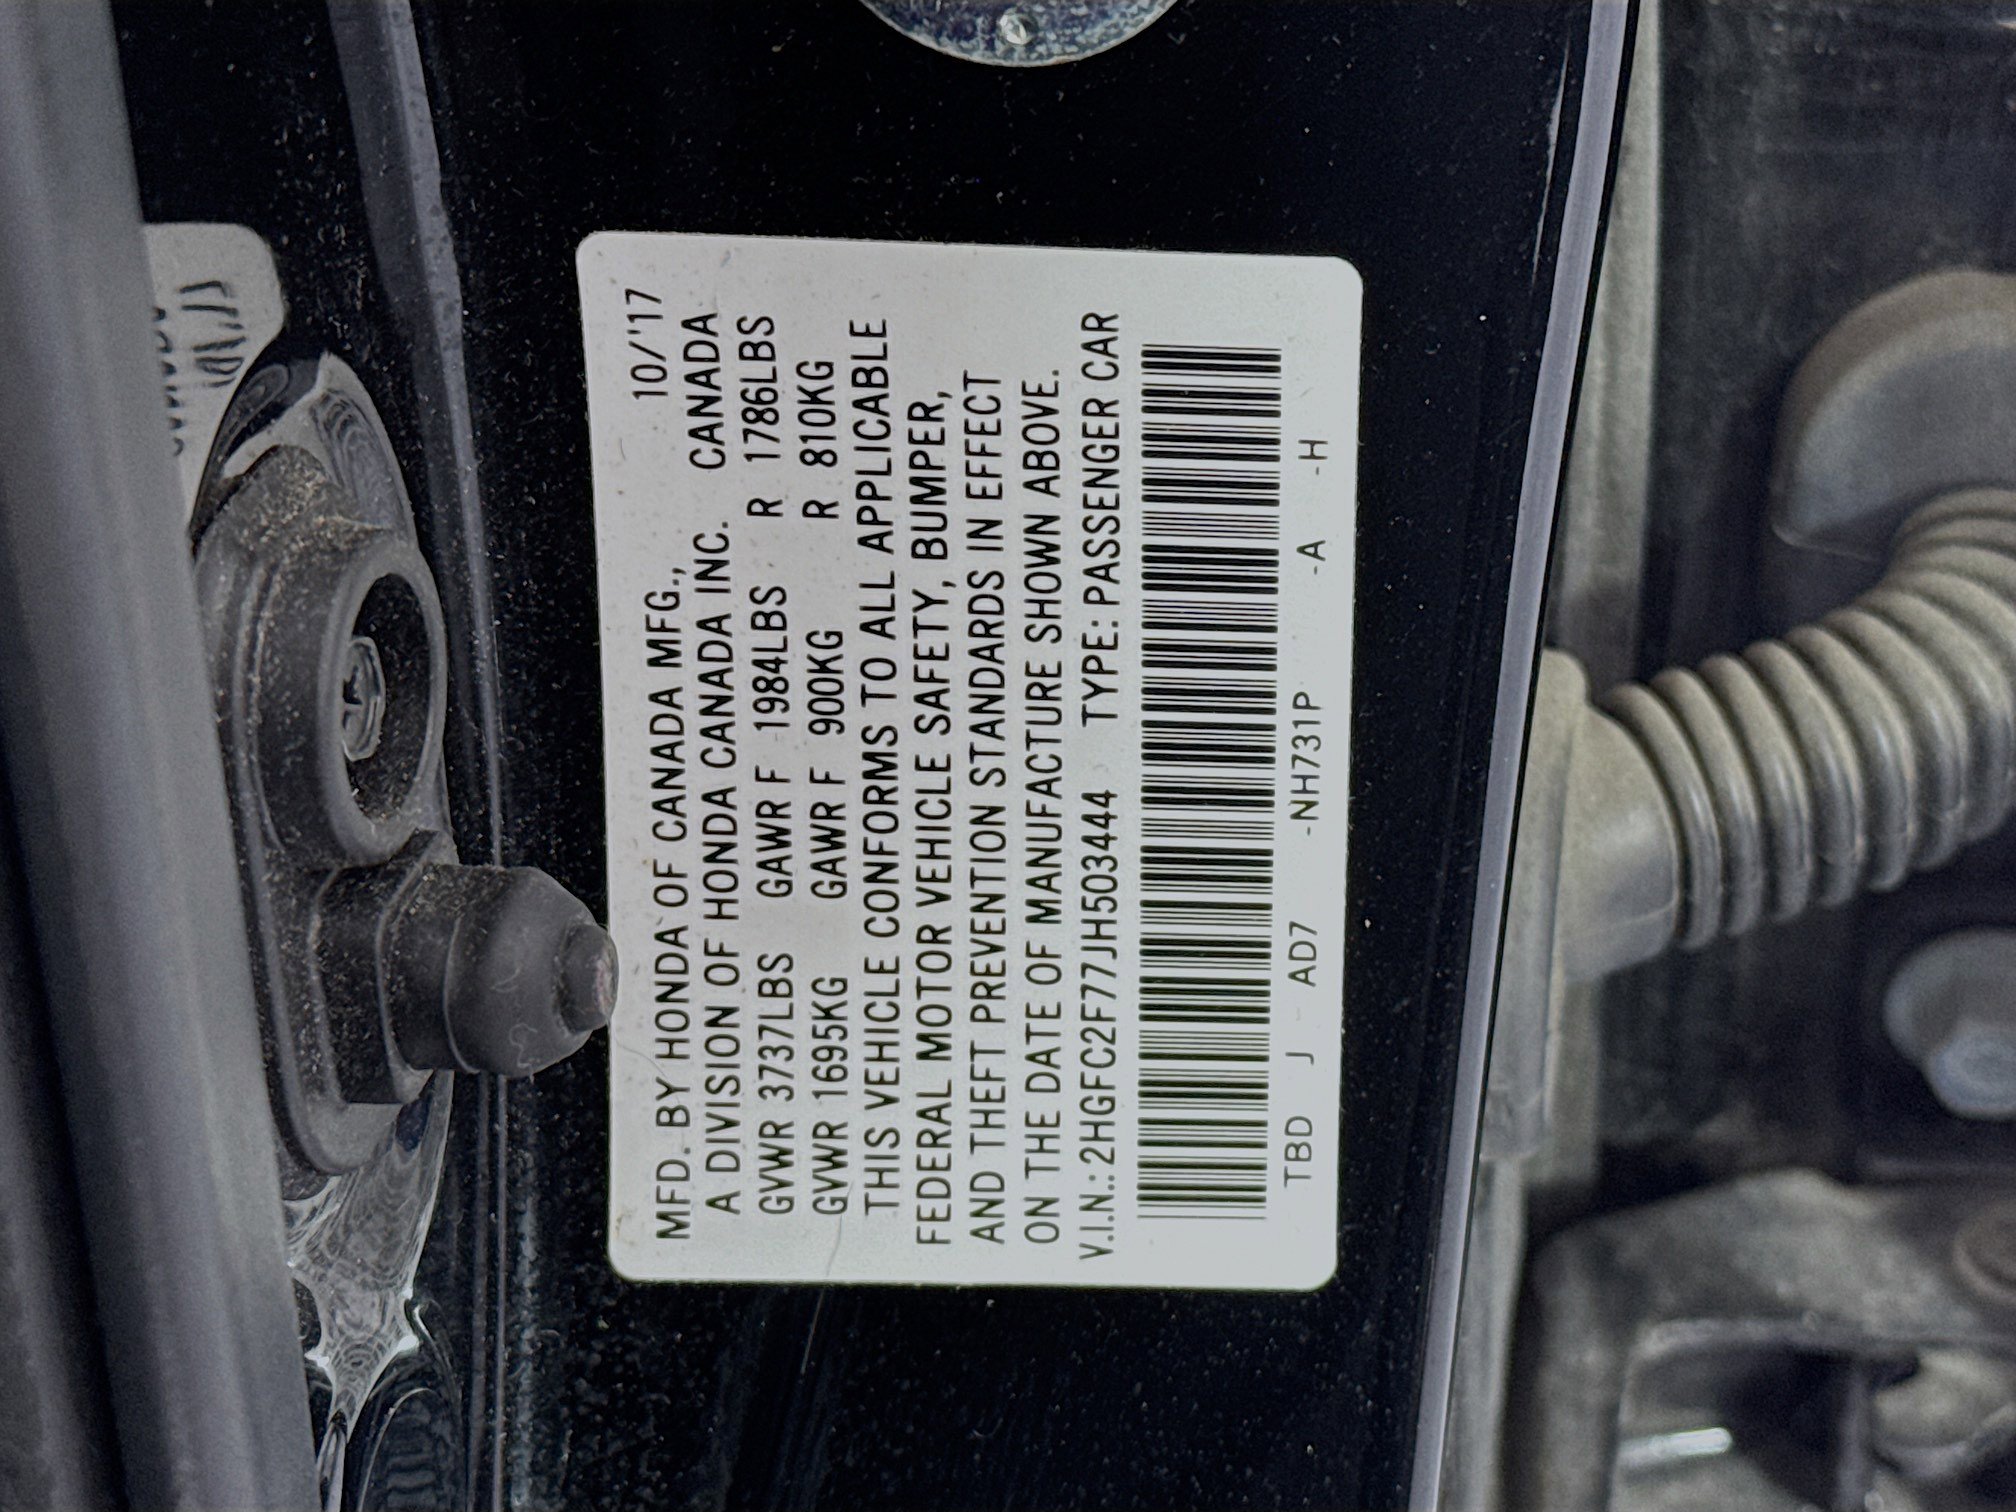 MFD. BY HONDA OF CANADA MFG., 10/'17
A DIVISION OF HONDA CANADA INC. CANADA
GVWR 3737LBS GAWR F 1984LBS R 1786LBS
GVWR 1695KG GAWR F 900KG R 810KG
THIS VEHICLE CONFORMS TO ALL APPLICABLE
FEDERAL MOTOR VEHICLE SAFETY, BUMPER,
AND THEFT PREVENTION STANDARDS IN EFFECT
ON THE DATE OF MANUFACTURE SHOWN ABOVE.
V.I.N.: 2HGFC2F77JH503444 TYPE: PASSENGER CAR
TBD J AD7 -NH731P -A -H